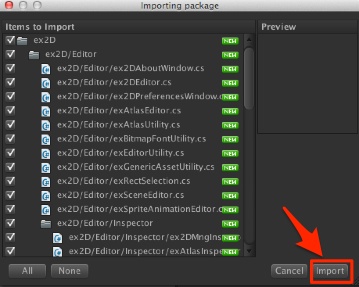 Importing package
Items to Import
Preview
ex2D NEW
ex2D/Editor NEW
ex2D/Editor/ex2DAboutWindow.cs NEW
ex2D/Editor/ex2DEditor.cs NEW
ex2D/Editor/ex2DPreferencesWindow.c NEW
ex2D/Editor/exAtlasEditor.cs NEW
ex2D/Editor/exAtlasUtility.cs NEW
ex2D/Editor/exBitmapFontUtility.cs NEW
ex2D/Editor/exEditorUtility.cs NEW
ex2D/Editor/exGenericAssetUtility.cs NEW
ex2D/Editor/exRectSelection.cs NEW
ex2D/Editor/exSceneEditor.cs NEW
ex2D/Editor/exSpriteAnimationEditor.c NEW
ex2D/Editor/Inspector NEW
ex2D/Editor/Inspector/ex2DMngIns NEW
ex2D/Editor/Inspector/exAtlasInspe NEW
All None Cancel Import